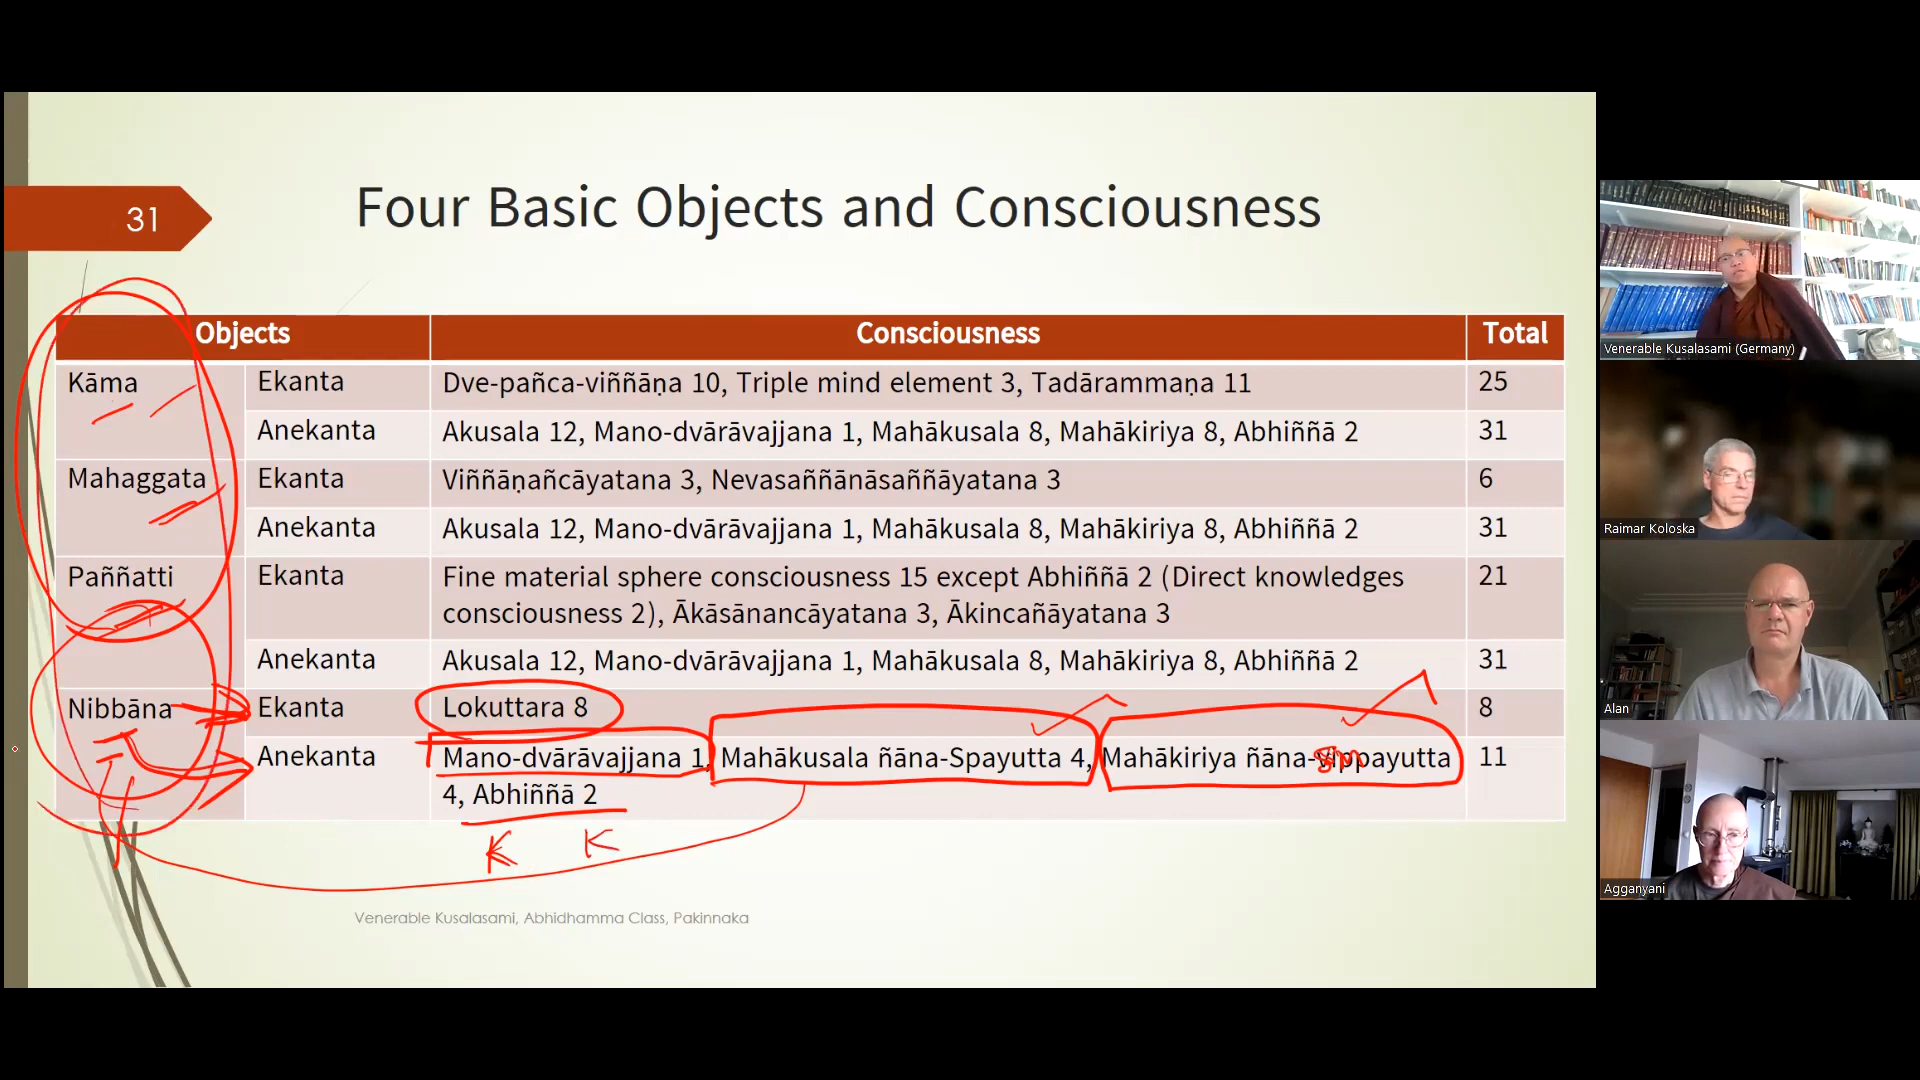 31
Four Basic Objects and Consciousness
Objects Consciousness Total
Kāma Ekanta Dve-pañca-viññāṇa 10, Triple mind element 3, Tadārammaṇa 11 25
Anekanta Akusala 12, Mano-dvārāvajjana 1, Mahākusala 8, Mahākiriya 8, Abhiññā 2 31
Mahaggata Ekanta Viññāṇañcāyatana 3, Nevasaññānāsaññāyatana 3 6
Anekanta Akusala 12, Mano-dvārāvajjana 1, Mahākusala 8, Mahākiriya 8, Abhiññā 2 31
Paññatti Ekanta Fine material sphere consciousness 15 except Abhiññā 2 (Direct knowledges 21
consciousness 2), Ākāsānancāyatana 3, Ākincañāyatana 3
Anekanta Akusala 12, Mano-dvārāvajjana 1, Mahākusala 8, Mahākiriya 8, Abhiññā 2 31
Nibbāna Ekanta Lokuttara 8 8
Anekanta Mano-dvārāvajjana 1, Mahākusala ñāna-Spayutta 4, Mahākiriya ñāna-vippayutta 11
4, Abhiññā 2
K K
Venerable Kusalasami, Abhidhamma Class, Pakinnaka
Venerable Kusalasami (Germany)
Raimar Koloska
Alan
Agganyani